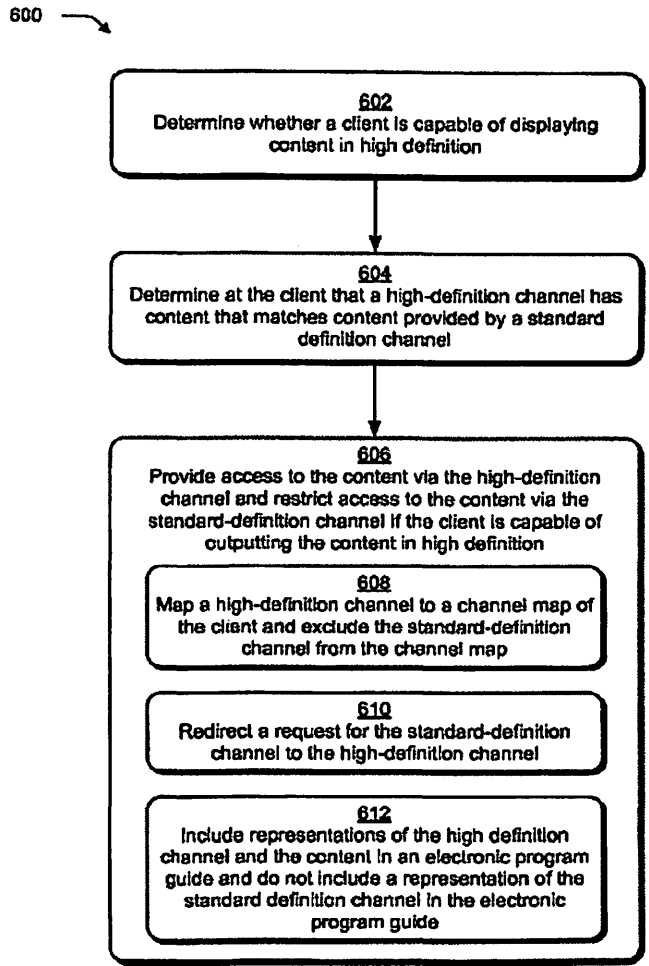 600
602
Determine whether a client is capable of displaying
content in high definition
604
Determine at the client that a high-definition channel has
content that matches content provided by a standard
definition channel
606
Provide access to the content via the high-definition
channel and restrict access to the content via the
standard-definition channel if the client is capable of
outputting the content in high definition
608
Map a high-definition channel to a channel map of
the client and exclude the standard-definition
channel from the channel map
610
Redirect a request for the standard-definition
channel to the high-definition channel
612
Include representations of the high definition
channel and the content in an electronic program
guide and do not include a representation of the
standard definition channel in the electronic
program guide